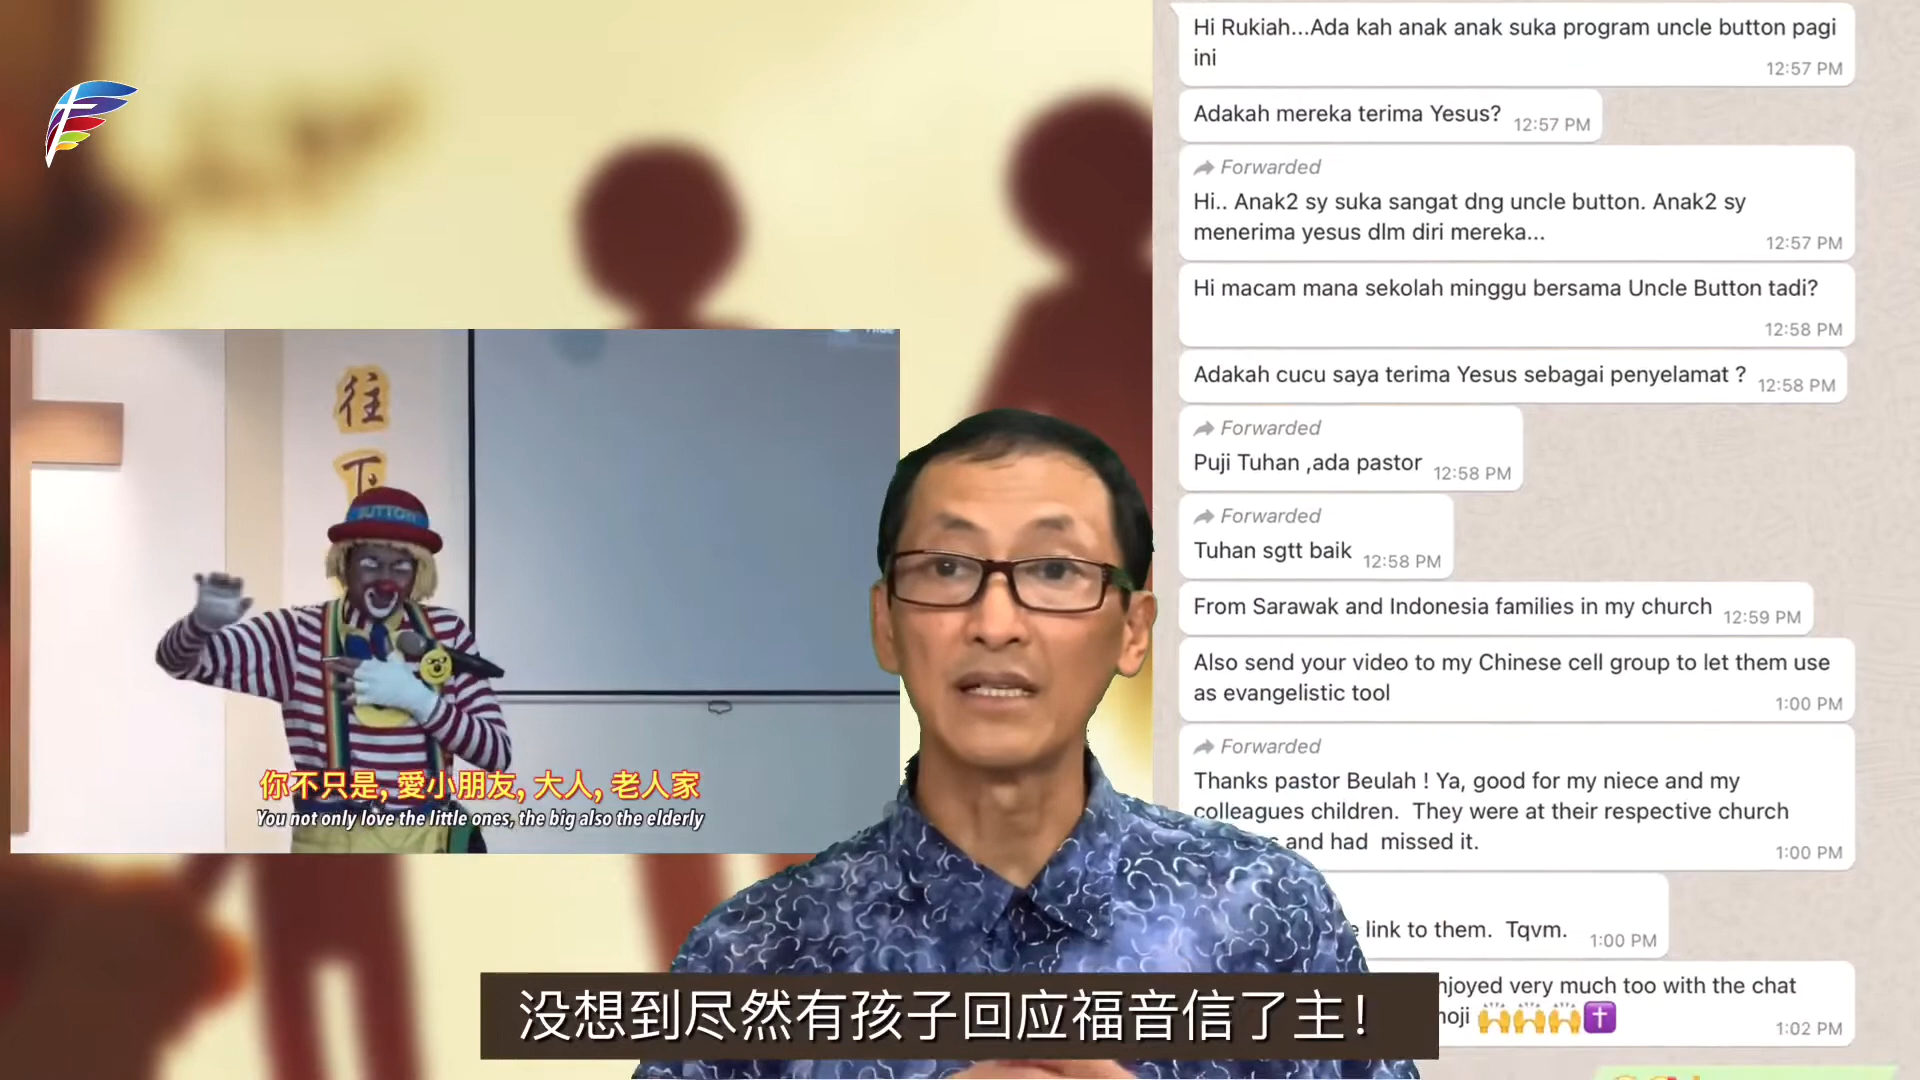 往
下
BUTTON
你不只是, 愛小朋友, 大人, 老人家
You not only love the little ones, the big also the elderly
Hi Rukiah...Ada kah anak anak suka program uncle button pagi
ini
12:57 PM
Adakah mereka terima Yesus?
12:57 PM
Forwarded
Hi.. Anak2 sy suka sangat dng uncle button. Anak2 sy
menerima yesus dlm diri mereka...
12:57 PM
Hi macam mana sekolah minggu bersama Uncle Button tadi?
12:58 PM
Adakah cucu saya terima Yesus sebagai penyelamat ?
12:58 PM
Forwarded
Puji Tuhan ,ada pastor
12:58 PM
Forwarded
Tuhan sgtt baik
12:58 PM
From Sarawak and Indonesia families in my church
12:59 PM
Also send your video to my Chinese cell group to let them use
as evangelistic tool
1:00 PM
Forwarded
Thanks pastor Beulah ! Ya, good for my niece and my
colleagues children. They were at their respective church
and had missed it.
1:00 PM
link to them. Tqvm.
1:00 PM
very much too with the chat
🙌🙌🙌✝️
1:02 PM
没想到尽然有孩子回应福音信了主!